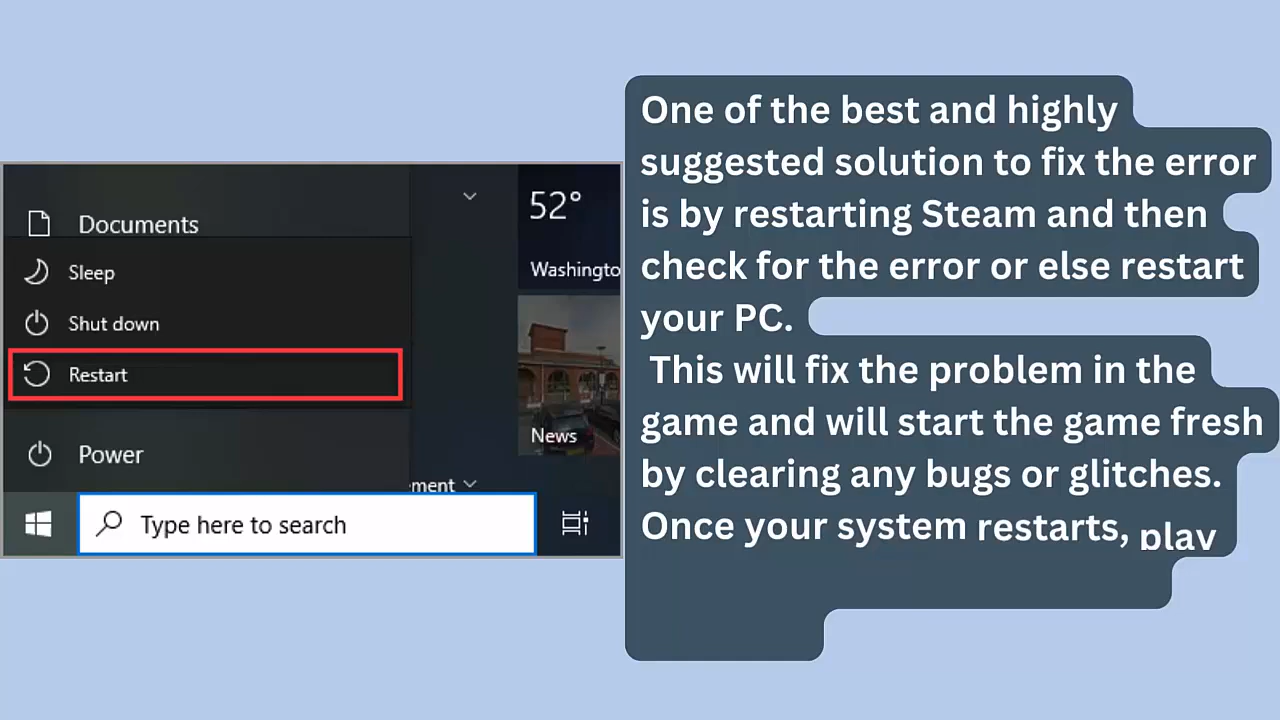 Documents
Sleep
Shut down
Restart
Power
Type here to search
52°
Washingto
News
ment
One of the best and highly
suggested solution to fix the error
is by restarting Steam and then
check for the error or else restart
your PC.
This will fix the problem in the
game and will start the game fresh
by clearing any bugs or glitches.
Once your system restarts, play